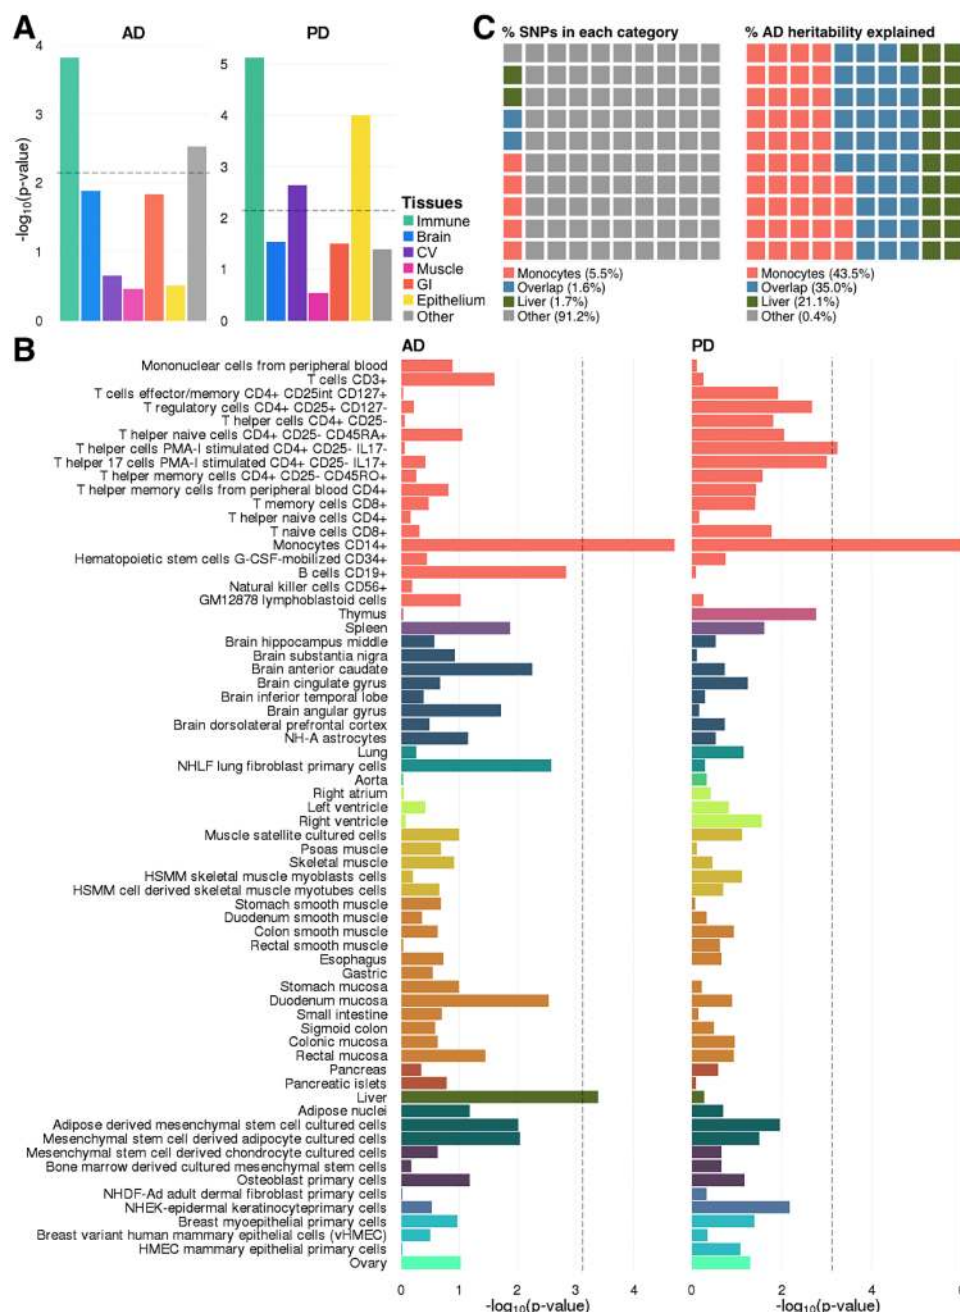 A
AD
PD
-log10(p-value)
4
3
2
1
0
5
4
3
2
1
0
Tissues
Immune
Brain
CV
Muscle
GI
Epithelium
Other
C
% SNPs in each category
% AD heritability explained
Monocytes (5.5%)
Overlap (1.6%)
Liver (1.7%)
Other (91.2%)
Monocytes (43.5%)
Overlap (35.0%)
Liver (21.1%)
Other (0.4%)
B
AD
PD
Mononuclear cells from peripheral blood
T cells CD3+
T cells effector/memory CD4+ CD25int CD127+
T regulatory cells CD4+ CD25+ CD127-
T helper cells CD4+ CD25-
T helper naive cells CD4+ CD25- CD45RA+
T helper cells PMA-I stimulated CD4+ CD25- IL17-
T helper 17 cells PMA-I stimulated CD4+ CD25- IL17+
T helper memory cells CD4+ CD25- CD45RO+
T helper memory cells from peripheral blood CD4+
T memory cells CD8+
T helper naive cells CD4+
T naive cells CD8+
Monocytes CD14+
Hematopoietic stem cells G-CSF-mobilized CD34+
B cells CD19+
Natural killer cells CD56+
GM12878 lymphoblastoid cells
Thymus
Spleen
Brain hippocampus middle
Brain substantia nigra
Brain anterior caudate
Brain cingulate gyrus
Brain inferior temporal lobe
Brain angular gyrus
Brain dorsolateral prefrontal cortex
NH-A astrocytes
Lung
NHLF lung fibroblast primary cells
Aorta
Right atrium
Left ventricle
Right ventricle
Muscle satellite cultured cells
Psoas muscle
Skeletal muscle
HSMM skeletal muscle myoblasts cells
HSMM cell derived skeletal muscle myotubes cells
Stomach smooth muscle
Duodenum smooth muscle
Colon smooth muscle
Rectal smooth muscle
Esophagus
Gastric
Stomach mucosa
Duodenum mucosa
Small intestine
Sigmoid colon
Colonic mucosa
Rectal mucosa
Pancreas
Pancreatic islets
Liver
Adipose nuclei
Adipose derived mesenchymal stem cell cultured cells
Mesenchymal stem cell derived adipocyte cultured cells
Mesenchymal stem cell derived chondrocyte cultured cells
Bone marrow derived cultured mesenchymal stem cells
Osteoblast primary cells
NHDF-Ad adult dermal fibroblast primary cells
NHEK-epidermal keratinocyteprimary cells
Breast myoepithelial primary cells
Breast variant human mammary epithelial cells (vHMEC)
HMEC mammary epithelial primary cells
Ovary
0 1 2 3 4
0 2 4
-log10(p-value)
-log10(p-value)